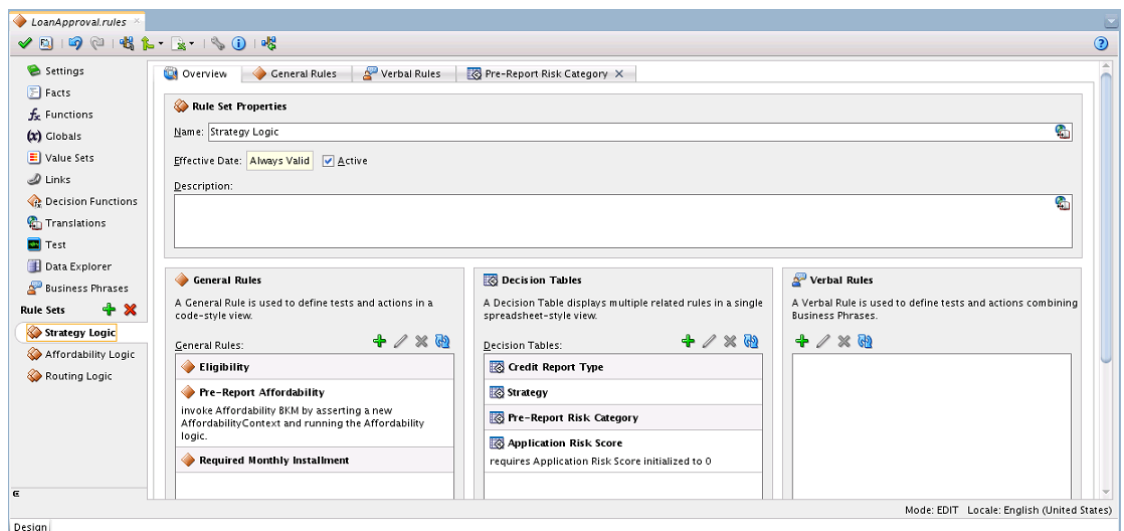 LoanApproval.rules
Settings
Facts
Functions
Globals
Value Sets
Links
Decision Functions
Translations
Test
Data Explorer
Business Phrases
Rule Sets
Strategy Logic
Affordability Logic
Routing Logic
Overview
General Rules
Verbal Rules
Pre-Report Risk Category
Rule Set Properties
Name: Strategy Logic
Effective Date: Always Valid Active
Description:
General Rules
A General Rule is used to define tests and actions in a
code-style view.
General Rules:
Eligibility
Pre-Report Affordability
invoke Affordability BKM by asserting a new
AffordabilityContext and running the Affordability
logic.
Required Monthly Installment
Decision Tables
A Decision Table displays multiple related rules in a single
spreadsheet-style view.
Decision Tables:
Credit Report Type
Strategy
Pre-Report Risk Category
Application Risk Score
requires Application Risk Score initialized to 0
Verbal Rules
A Verbal Rule is used to define tests and actions combining
Business Phrases.
Mode: EDIT Locale: English (United States)
Design